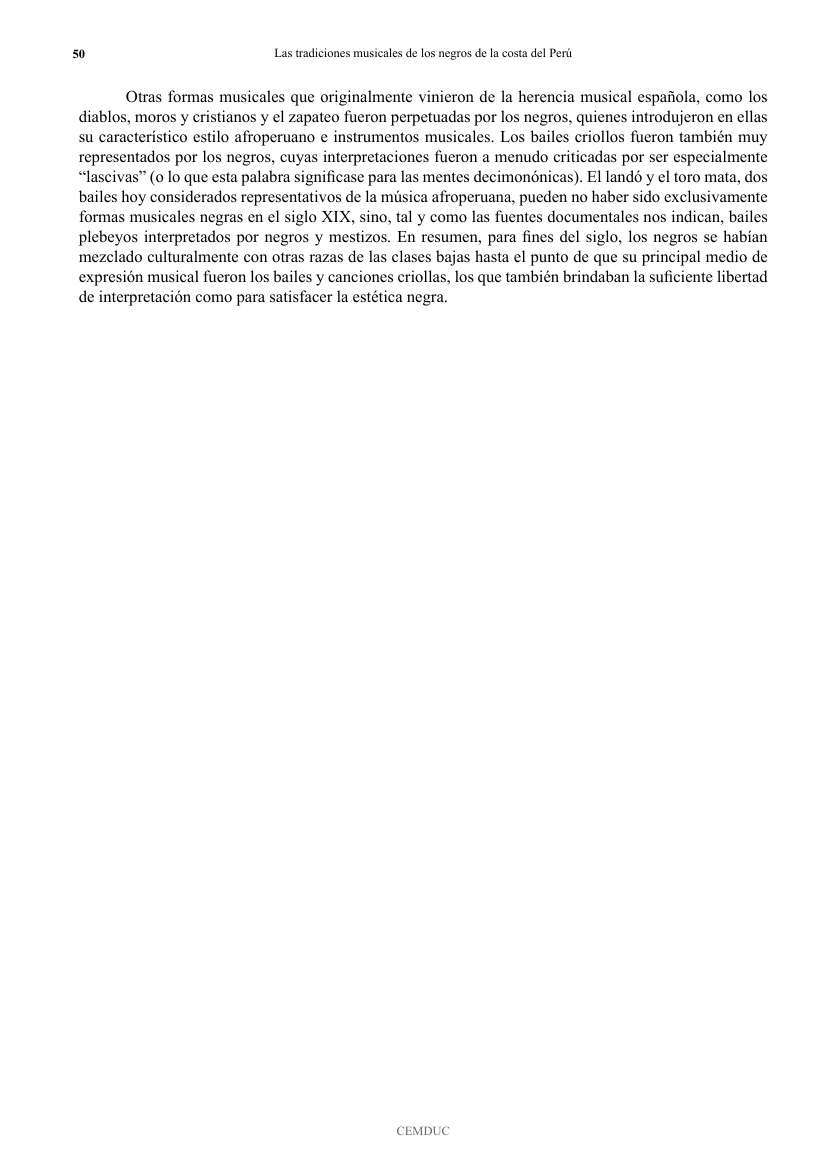 50
Las tradiciones musicales de los negros de la costa del Perú
Otras formas musicales que originalmente vinieron de la herencia musical española, como los
diablos, moros y cristianos y el zapateo fueron perpetuadas por los negros, quienes introdujeron en ellas
su característico estilo afroperuano e instrumentos musicales. Los bailes criollos fueron también muy
representados por los negros, cuyas interpretaciones fueron a menudo criticadas por ser especialmente
“lascivas” (o lo que esta palabra significase para las mentes decimonónicas). El landó y el toro mata, dos
bailes hoy considerados representativos de la música afroperuana, pueden no haber sido exclusivamente
formas musicales negras en el siglo XIX, sino, tal y como las fuentes documentales nos indican, bailes
plebeyos interpretados por negros y mestizos. En resumen, para fines del siglo, los negros se habían
mezclado culturalmente con otras razas de las clases bajas hasta el punto de que su princípal medio de
expresión musical fueron los bailes y canciones criollas, los que también brindaban la suficiente libertad
de interpretación como para satisfacer la estética negra.
CEMDUC